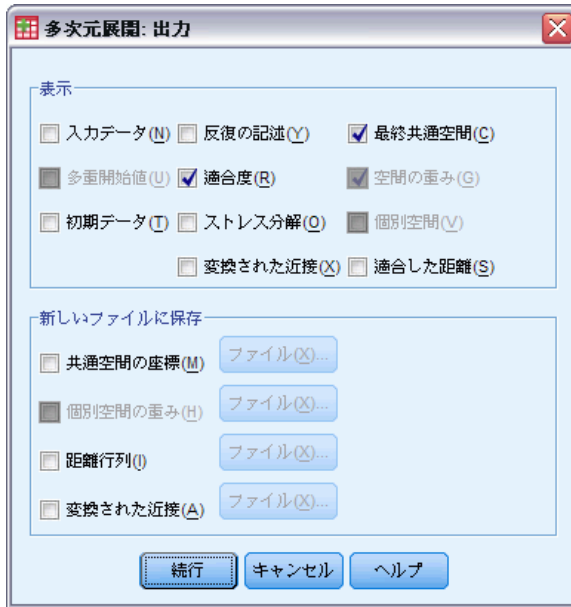 多次元展開: 出力
表示
入力データ(N) 反復の記述(Y) 最終共通空間(C)
多重開始値(U) 適合度(R) 空間の重み(G)
初期データ(T) ストレス分解(O) 個別空間(V)
変換された近接(X) 適合した距離(S)
新しいファイルに保存
共通空間の座標(M) ファイル(X)...
個別空間の重み(H) ファイル(X)...
距離行列(I) ファイル(X)...
変換された近接(A) ファイル(X)...
続行 キャンセル ヘルプ